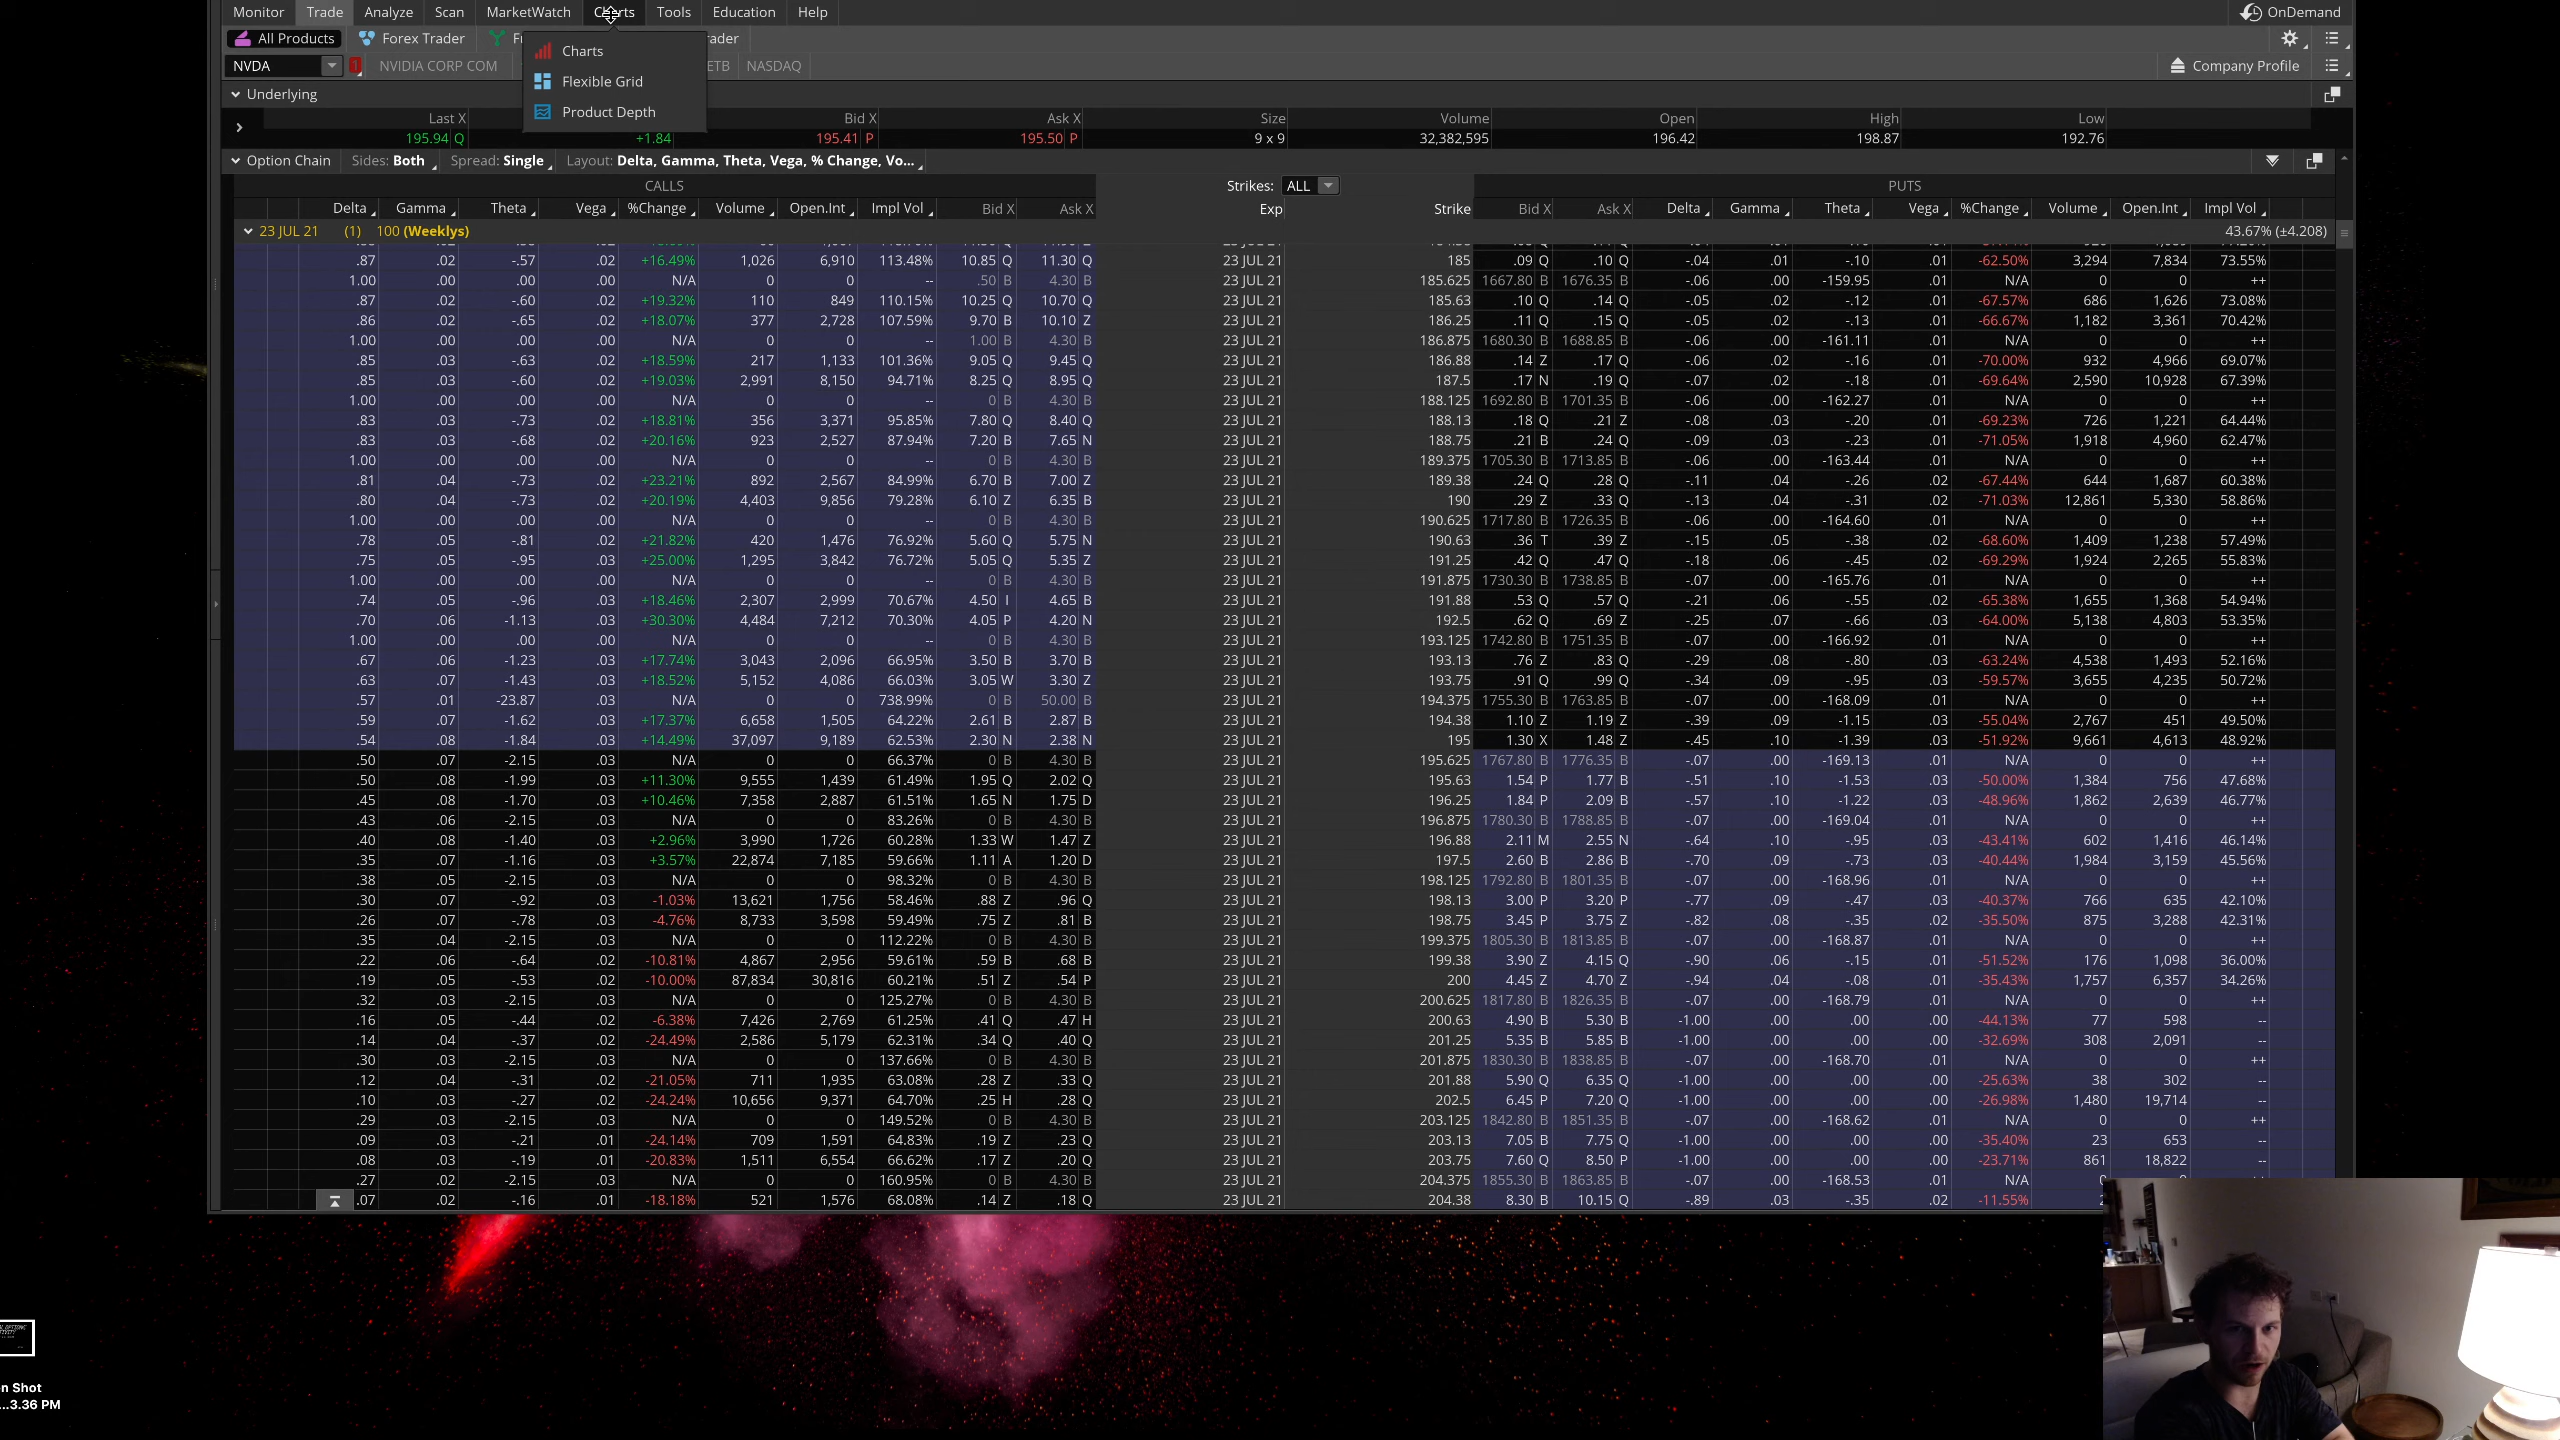 Monitor Trade Analyze Scan MarketWatch Charts Tools Education Help OnDemand
All Products Forex Trader
NVDA 1 NVIDIA CORP COM ETB NASDAQ Company Profile
Charts
Flexible Grid
Product Depth
Underlying
Last X Bid X Ask X Size Volume Open High Low
195.94 Q +1.84 195.41 P 195.50 P 9 x 9 32,382,595 196.42 198.87 192.76
Option Chain Sides: Both Spread: Single Layout: Delta, Gamma, Theta, Vega, % Change, Vo...
CALLS Strikes: ALL PUTS
Delta Gamma Theta Vega %Change Volume Open.Int Impl Vol Bid X Ask X Exp Strike Bid X Ask X Delta Gamma Theta Vega %Change Volume Open.Int Impl Vol
23 JUL 21 (1) 100 (Weeklys) 43.67% (±4.208)
.87 .02 -.57 .02 +16.49% 1,026 6,910 113.48% 10.85 Q 11.30 Q 23 JUL 21 185 .09 Q .10 Q -.04 .01 -.10 .01 -62.50% 3,294 7,834 73.55%
1.00 .00 .00 .00 N/A 0 0 -- .50 B 4.30 B 23 JUL 21 185.625 1667.80 B 1676.35 B -.06 .00 -159.95 .01 N/A 0 0 ++
.87 .02 -.60 .02 +19.32% 110 849 110.15% 10.25 Q 10.70 Q 23 JUL 21 185.63 .10 Q .14 Q -.05 .02 -.12 .01 -67.57% 686 1,626 73.08%
.86 .02 -.65 .02 +18.07% 377 2,728 107.59% 9.70 B 10.10 Z 23 JUL 21 186.25 .11 Q .15 Q -.05 .02 -.13 .01 -66.67% 1,182 3,361 70.42%
1.00 .00 .00 .00 N/A 0 0 -- 1.00 B 4.30 B 23 JUL 21 186.875 1680.30 B 1688.85 B -.06 .00 -161.11 .01 N/A 0 0 ++
.85 .03 -.63 .02 +18.59% 217 1,133 101.36% 9.05 Q 9.45 Q 23 JUL 21 186.88 .14 Z .17 Q -.06 .02 -.16 .01 -70.00% 932 4,966 69.07%
.85 .03 -.60 .02 +19.03% 2,991 8,150 94.71% 8.25 Q 8.95 Q 23 JUL 21 187.5 .17 N .19 Q -.07 .02 -.18 .01 -69.64% 2,590 10,928 67.39%
1.00 .00 .00 .00 N/A 0 0 -- 0 B 4.30 B 23 JUL 21 188.125 1692.80 B 1701.35 B -.06 .00 -162.27 .01 N/A 0 0 ++
.83 .03 -.73 .02 +18.81% 356 3,371 95.85% 7.80 Q 8.40 Q 23 JUL 21 188.13 .18 Q .21 Z -.08 .03 -.20 .01 -69.23% 726 1,221 64.44%
.83 .03 -.68 .02 +20.16% 923 2,527 87.94% 7.20 B 7.65 N 23 JUL 21 188.75 .21 B .24 Q -.09 .03 -.23 .01 -71.05% 1,918 4,960 62.47%
1.00 .00 .00 .00 N/A 0 0 -- 0 B 4.30 B 23 JUL 21 189.375 1705.30 B 1713.85 B -.06 .00 -163.44 .01 N/A 0 0 ++
.81 .04 -.73 .02 +23.21% 892 2,567 84.99% 6.70 B 7.00 Z 23 JUL 21 189.38 .24 Q .28 Q -.11 .04 -.26 .02 -67.44% 644 1,687 60.38%
.80 .04 -.73 .02 +20.19% 4,403 9,856 79.28% 6.10 Z 6.35 B 23 JUL 21 190 .29 Z .33 Q -.13 .04 -.31 .02 -71.03% 12,861 5,330 58.86%
1.00 .00 .00 .00 N/A 0 0 -- 0 B 4.30 B 23 JUL 21 190.625 1717.80 B 1726.35 B -.06 .00 -164.60 .01 N/A 0 0 ++
.78 .05 -.81 .02 +21.82% 420 1,476 76.92% 5.60 Q 5.75 N 23 JUL 21 190.63 .36 T .39 Z -.15 .05 -.38 .02 -68.60% 1,409 1,238 57.49%
.75 .05 -.95 .03 +25.00% 1,295 3,842 76.72% 5.05 Q 5.35 Z 23 JUL 21 191.25 .42 Q .47 Q -.18 .06 -.45 .02 -69.29% 1,924 2,265 55.83%
1.00 .00 .00 .00 N/A 0 0 -- 0 B 4.30 B 23 JUL 21 191.875 1730.30 B 1738.85 B -.07 .00 -165.76 .01 N/A 0 0 ++
.74 .05 -.96 .03 +18.46% 2,307 2,999 70.67% 4.50 I 4.65 B 23 JUL 21 191.88 .53 Q .57 Q -.21 .06 -.55 .02 -65.38% 1,655 1,368 54.94%
.70 .06 -1.13 .03 +30.30% 4,484 7,212 70.30% 4.05 P 4.20 N 23 JUL 21 192.5 .62 Q .69 Z -.25 .07 -.66 .03 -64.00% 5,138 4,803 53.35%
1.00 .00 .00 .00 N/A 0 0 -- 0 B 4.30 B 23 JUL 21 193.125 1742.80 B 1751.35 B -.07 .00 -166.92 .01 N/A 0 0 ++
.67 .06 -1.23 .03 +17.74% 3,043 2,096 66.95% 3.50 B 3.70 B 23 JUL 21 193.13 .76 Z .83 Q -.29 .08 -.80 .03 -63.24% 4,538 1,493 52.16%
.63 .07 -1.43 .03 +18.52% 5,152 4,086 66.03% 3.05 W 3.30 Z 23 JUL 21 193.75 .91 Q .99 Q -.34 .09 -.95 .03 -59.57% 3,655 4,235 50.72%
.57 .01 -23.87 .03 N/A 0 0 738.99% 0 B 50.00 B 23 JUL 21 194.375 1755.30 B 1763.85 B -.07 .00 -168.09 .01 N/A 0 0 ++
.59 .07 -1.62 .03 +17.37% 6,658 1,505 64.22% 2.61 B 2.87 B 23 JUL 21 194.38 1.10 Z 1.19 Z -.39 .09 -1.15 .03 -55.04% 2,767 451 49.50%
.54 .08 -1.84 .03 +14.49% 37,097 9,189 62.53% 2.30 N 2.38 N 23 JUL 21 195 1.30 X 1.48 Z -.45 .10 -1.39 .03 -51.92% 9,661 4,613 48.92%
.50 .07 -2.15 .03 N/A 0 0 66.37% 0 B 4.30 B 23 JUL 21 195.625 1767.80 B 1776.35 B -.07 .00 -169.13 .01 N/A 0 0 ++
.50 .08 -1.99 .03 +11.30% 9,555 1,439 61.49% 1.95 Q 2.02 Q 23 JUL 21 195.63 1.54 P 1.77 B -.51 .10 -1.53 .03 -50.00% 1,384 756 47.68%
.45 .08 -1.70 .03 +10.46% 7,358 2,887 61.51% 1.65 N 1.75 D 23 JUL 21 196.25 1.84 P 2.09 B -.57 .10 -1.22 .03 -48.96% 1,862 2,639 46.77%
.43 .06 -2.15 .03 N/A 0 0 83.26% 0 B 4.30 B 23 JUL 21 196.875 1780.30 B 1788.85 B -.07 .00 -169.04 .01 N/A 0 0 ++
.40 .08 -1.40 .03 +2.96% 3,990 1,726 60.28% 1.33 W 1.47 Z 23 JUL 21 196.88 2.11 M 2.55 N -.64 .10 -.95 .03 -43.41% 602 1,416 46.14%
.35 .07 -1.16 .03 +3.57% 22,874 7,185 59.66% 1.11 A 1.20 D 23 JUL 21 197.5 2.60 B 2.86 B -.70 .09 -.73 .03 -40.44% 1,984 3,159 45.56%
.38 .05 -2.15 .03 N/A 0 0 98.32% 0 B 4.30 B 23 JUL 21 198.125 1792.80 B 1801.35 B -.07 .00 -168.96 .01 N/A 0 0 ++
.30 .07 -.92 .03 -1.03% 13,621 1,756 58.46% .88 Z .96 Q 23 JUL 21 198.13 3.00 P 3.20 P -.77 .09 -.47 .03 -40.37% 766 635 42.10%
.26 .07 -.78 .03 -4.76% 8,733 3,598 59.49% .75 Z .81 B 23 JUL 21 198.75 3.45 P 3.75 Z -.82 .08 -.35 .02 -35.50% 875 3,288 42.31%
.35 .04 -2.15 .03 N/A 0 0 112.22% 0 B 4.30 B 23 JUL 21 199.375 1805.30 B 1813.85 B -.07 .00 -168.87 .01 N/A 0 0 ++
.22 .06 -.64 .02 -10.81% 4,867 2,956 59.61% .59 B .68 B 23 JUL 21 199.38 3.90 Z 4.15 Q -.90 .06 -.15 .02 -51.52% 176 1,098 36.00%
.19 .05 -.53 .02 -10.00% 87,834 30,816 60.21% .51 Z .54 P 23 JUL 21 200 4.45 Z 4.70 Z -.94 .04 -.08 .01 -35.43% 1,757 6,357 34.26%
.32 .03 -2.15 .03 N/A 0 0 125.27% 0 B 4.30 B 23 JUL 21 200.625 1817.80 B 1826.35 B -.07 .00 -168.79 .01 N/A 0 0 ++
.16 .05 -.44 .02 -6.38% 7,426 2,769 61.25% .41 Q .47 H 23 JUL 21 200.63 4.90 B 5.30 B -1.00 .00 .00 .00 -44.13% 77 598 --
.14 .04 -.37 .02 -24.49% 2,586 5,179 62.31% .34 Q .40 Q 23 JUL 21 201.25 5.35 B 5.85 B -1.00 .00 .00 .00 -32.69% 308 2,091 --
.30 .03 -2.15 .03 N/A 0 0 137.66% 0 B 4.30 B 23 JUL 21 201.875 1830.30 B 1838.85 B -.07 .00 -168.70 .01 N/A 0 0 ++
.12 .04 -.31 .02 -21.05% 711 1,935 63.08% .28 Z .33 Q 23 JUL 21 201.88 5.90 Q 6.35 Q -1.00 .00 .00 .00 -25.63% 38 302 --
.10 .03 -.27 .02 -24.24% 10,656 9,371 64.70% .25 H .28 Q 23 JUL 21 202.5 6.45 P 7.20 Q -1.00 .00 .00 .00 -26.98% 1,480 19,714 --
.29 .03 -2.15 .03 N/A 0 0 149.52% 0 B 4.30 B 23 JUL 21 203.125 1842.80 B 1851.35 B -.07 .00 -168.62 .01 N/A 0 0 ++
.09 .03 -.21 .01 -24.14% 709 1,591 64.83% .19 Z .23 Q 23 JUL 21 203.13 7.05 B 7.75 Q -1.00 .00 .00 .00 -35.40% 23 653 --
.08 .03 -.19 .01 -20.83% 1,511 6,554 66.62% .17 Z .20 Q 23 JUL 21 203.75 7.60 Q 8.50 P -1.00 .00 .00 .00 -23.71% 861 18,822 --
.27 .02 -2.15 .03 N/A 0 0 160.95% 0 B 4.30 B 23 JUL 21 204.375 1855.30 B 1863.85 B -.07 .00 -168.53 .01 N/A
.07 .02 -.16 .01 -18.18% 521 1,576 68.08% .14 Z .18 Q 23 JUL 21 204.38 8.30 B 10.15 Q -.89 .03 -.35 .02 -11.55%
n Shot
...3.36 PM